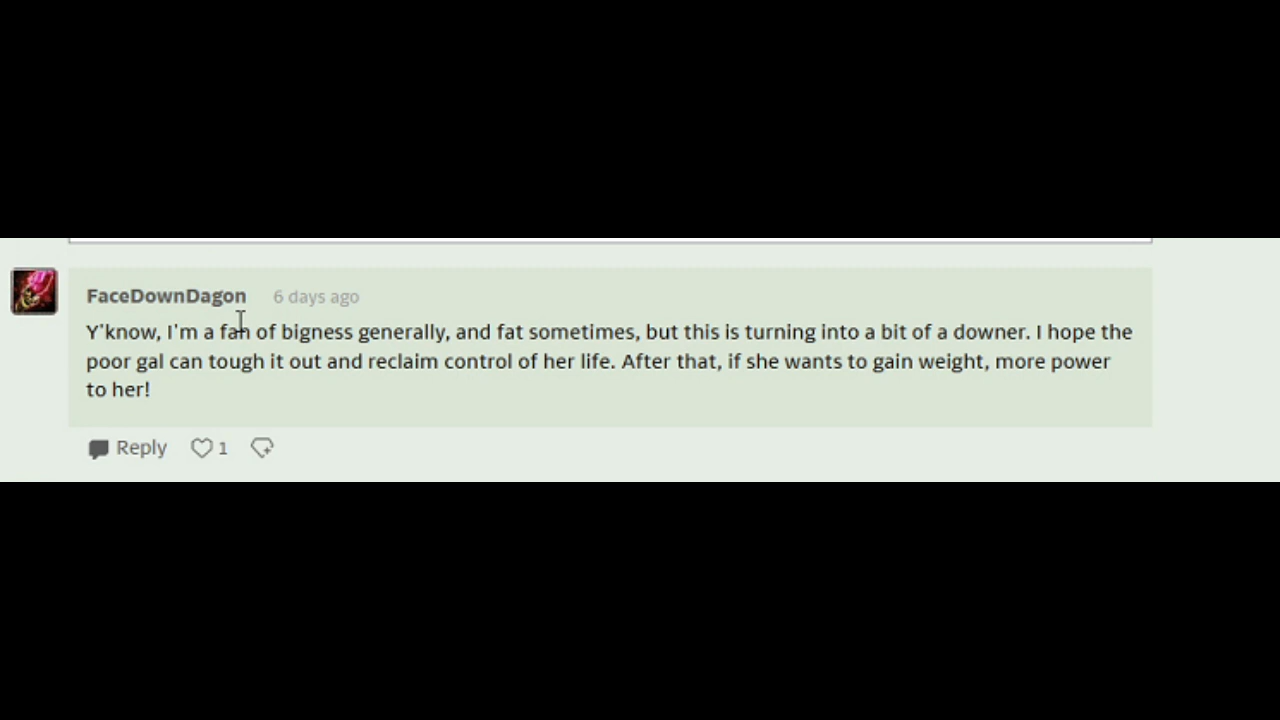 FaceDownDagon 6 days ago
Y'know, I'm a fan of bigness generally, and fat sometimes, but this is turning into a bit of a downer. I hope the
poor gal can tough it out and reclaim control of her life. After that, if she wants to gain weight, more power
to her!
Reply 1